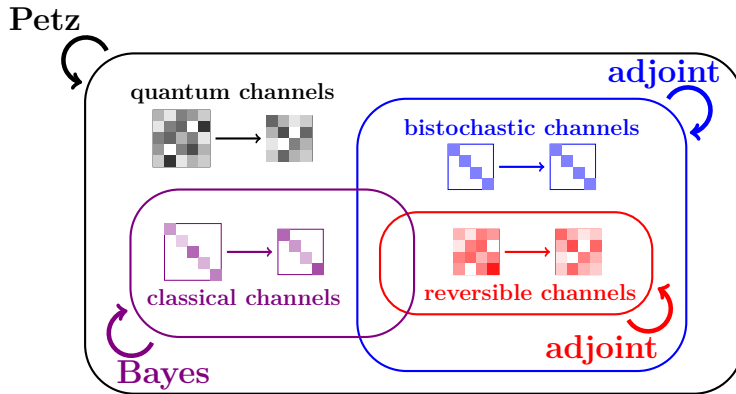 Petz
adjoint
quantum channels
bistochastic channels
classical channels
reversible channels
adjoint
Bayes